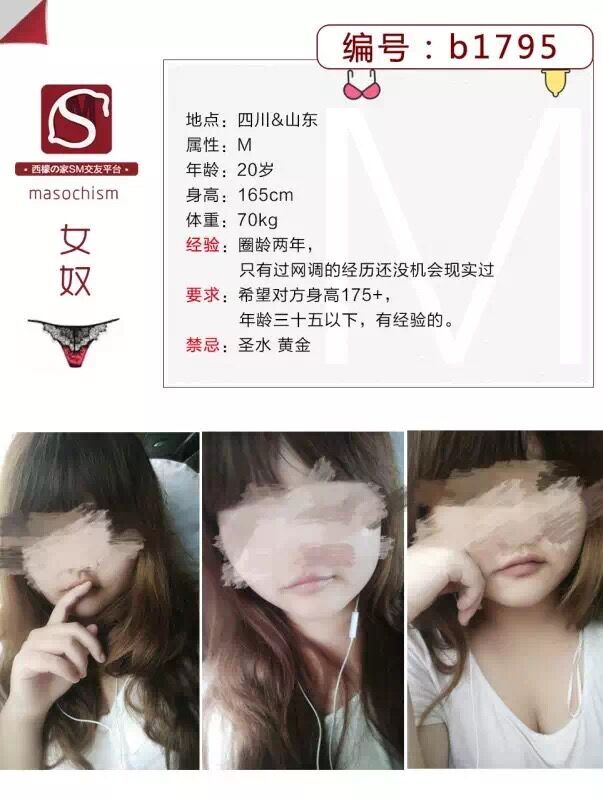 编号：b1795
S
M
西檬の家SM交友平台
masochism
女奴
地点：四川&山东
属性：M
年龄：20岁
身高：165cm
体重：70kg
经验：圈龄两年，
只有过网调的经历还没机会现实过
要求：希望对方身高175+，
年龄三十五以下，有经验的。
禁忌：圣水 黄金
M